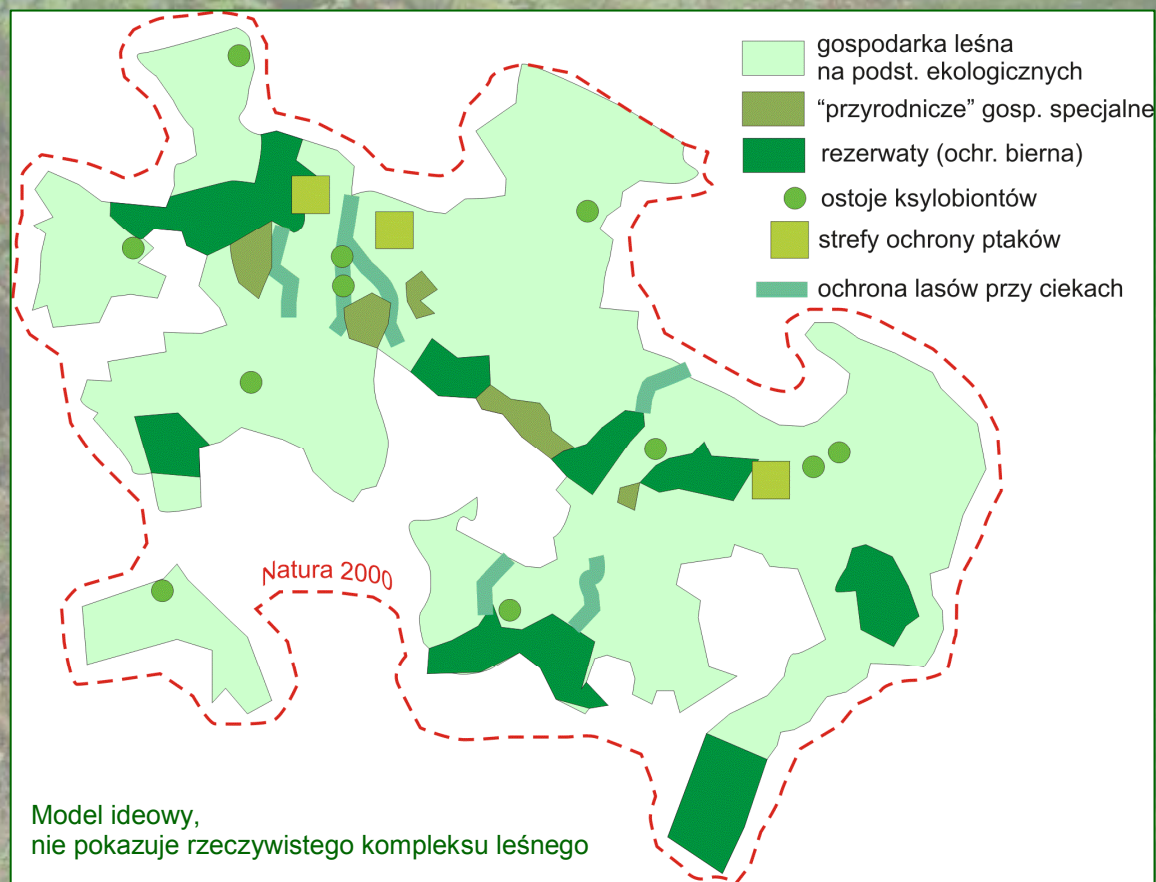 gospodarka leśna
na podst. ekologicznych
"przyrodnicze" gosp. specjalne
rezerwaty (ochr. bierna)
ostoje ksylobiontów
strefy ochrony ptaków
ochrona lasów przy ciekach
Natura 2000
Model ideowy,
nie pokazuje rzeczywistego kompleksu leśnego